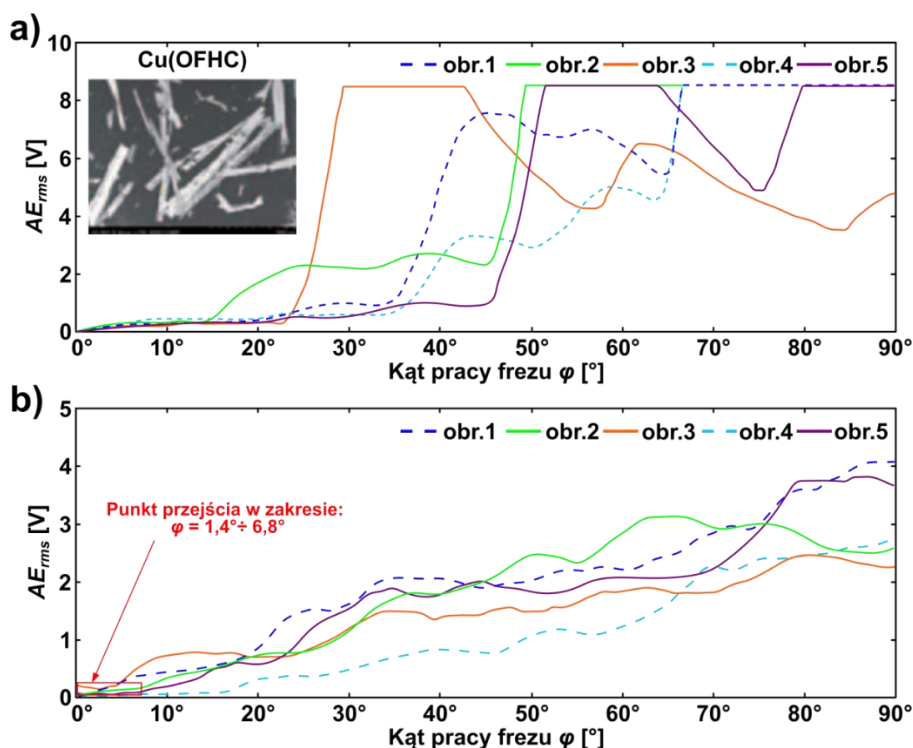 a)
Cu(OFHC)
obr.1 obr.2 obr.3 obr.4 obr.5
10
8
6
4
2
0
AErms [V]
0° 10° 20° 30° 40° 50° 60° 70° 80° 90°
Kąt pracy frezu φ [°]
b)
obr.1 obr.2 obr.3 obr.4 obr.5
5
4
3
2
1
0
AErms [V]
Punkt przejścia w zakresie:
φ = 1,4°÷ 6,8°
0° 10° 20° 30° 40° 50° 60° 70° 80° 90°
Kąt pracy frezu φ [°]